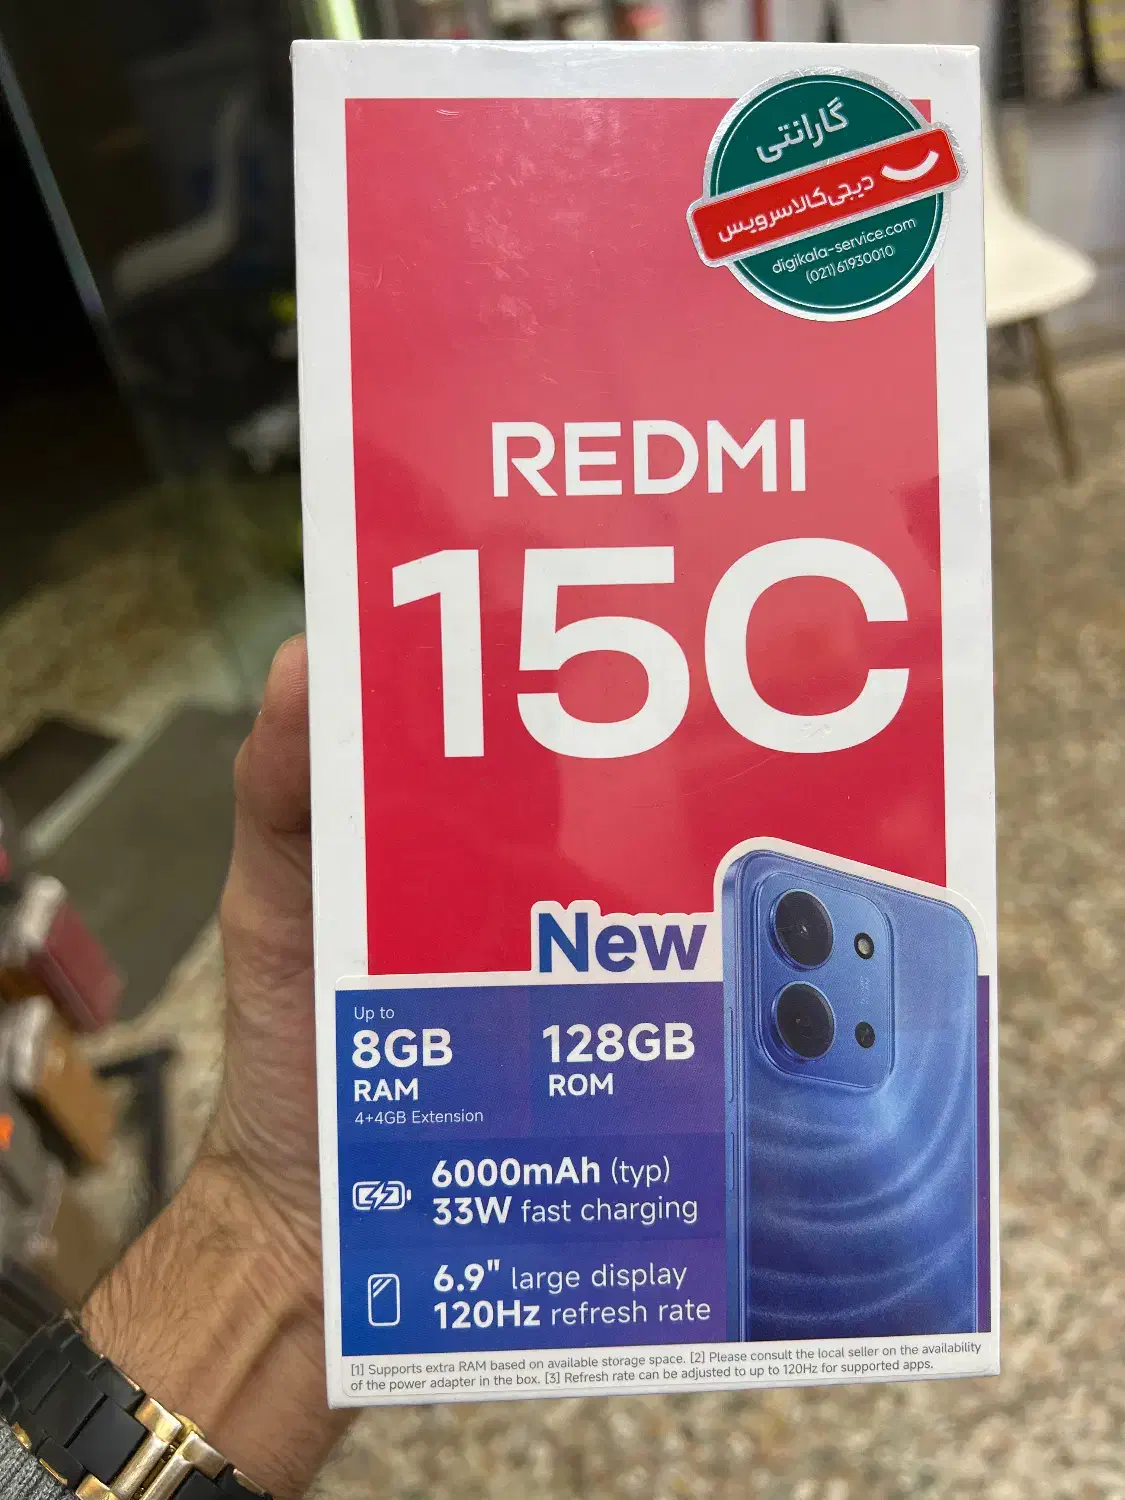 گارانتی
دیجی‌کالا سرویس
digikala-service.com
(021) 61930010
REDMI
15C
New
Up to
8GB
RAM
4+4GB Extension
128GB
ROM
6000mAh (typ)
33W fast charging
6.9" large display
120Hz refresh rate
[1] Supports extra RAM based on available storage space. [2] Please consult the local seller on the availability
of the power adapter in the box. [3] Refresh rate can be adjusted to up to 120Hz for supported apps.